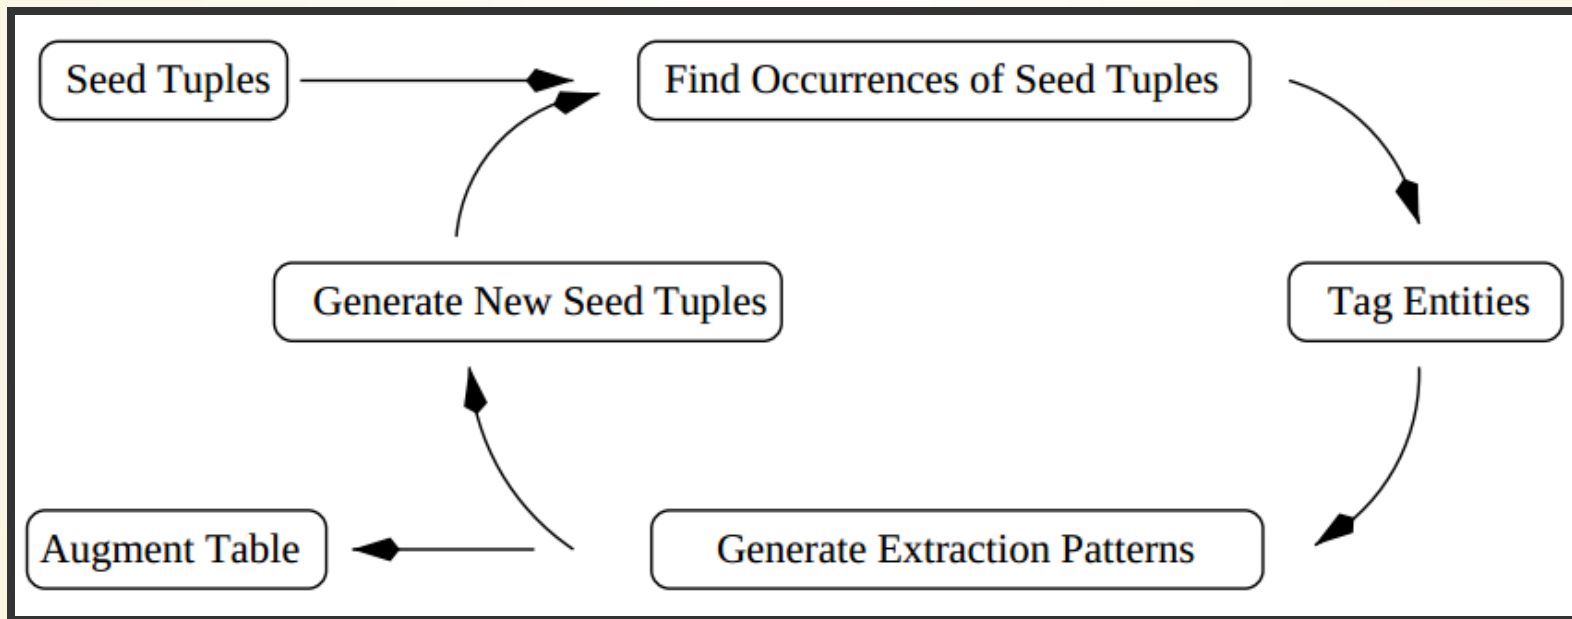 Seed Tuples
Find Occurrences of Seed Tuples
Generate New Seed Tuples
Tag Entities
Augment Table
Generate Extraction Patterns